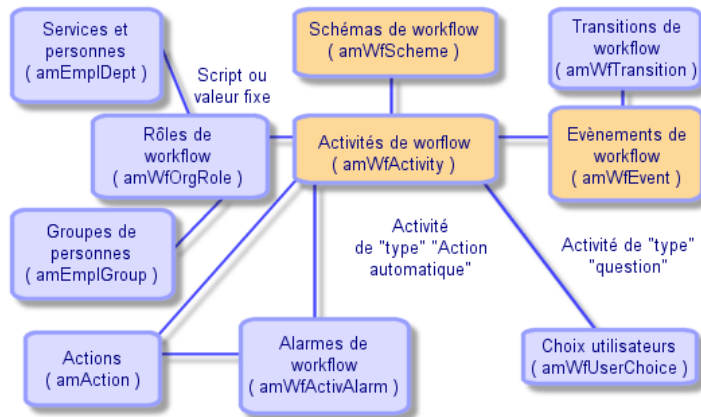 Services et
personnes
( amEmplDept )
Schémas de workflow
( amWfScheme )
Transitions de
workflow
( amWfTransition )
Script ou
valeur fixe
Rôles de
workflow
( amWfOrgRole )
Activités de worflow
( amWfActivity )
Evènements de
workflow
( amWfEvent )
Groupes de
personnes
( amEmplGroup )
Activité
de "type" "Action
automatique"
Activité de "type"
"question"
Actions
( amAction )
Alarmes de
workflow
( amWfActivAlarm )
Choix utilisateurs
( amWfUserChoice )